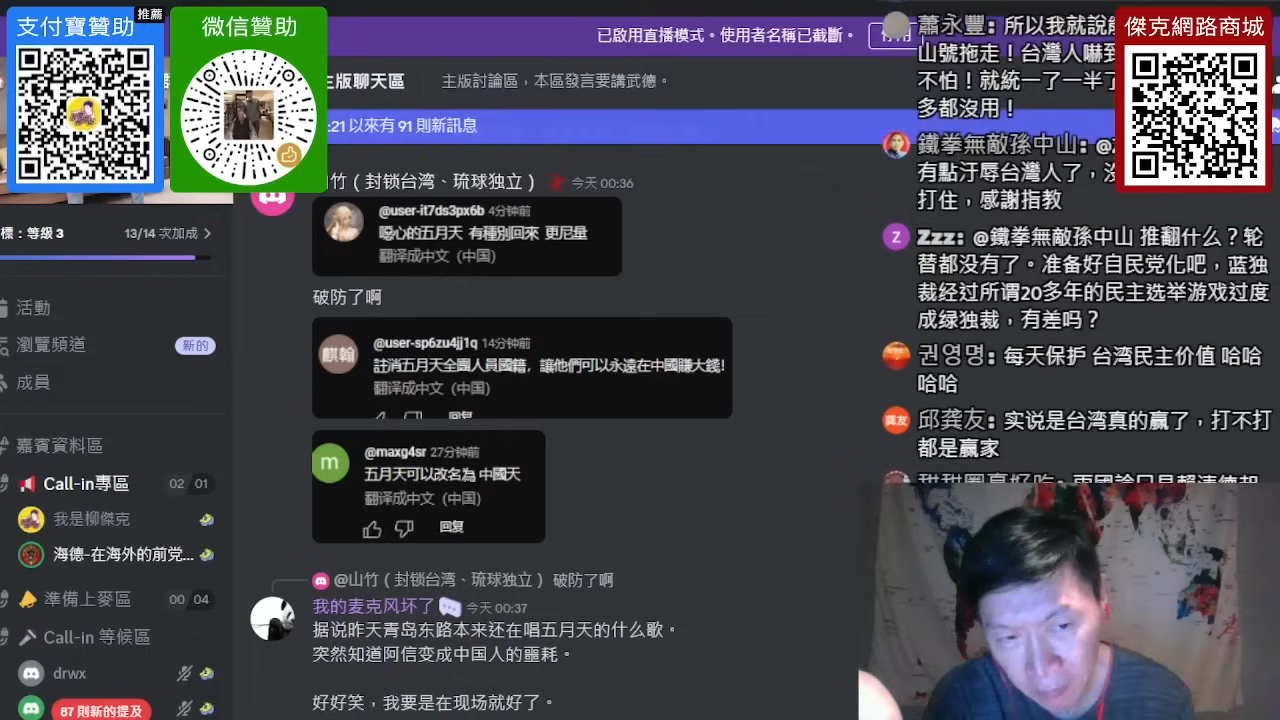 支付寶贊助
推薦
微信贊助
已啟用直播模式。使用者名稱已截斷。
主版聊天區
主版討論區,本區發言要講武德。
:21 以來有 91 則新訊息
標:等級 3
13/14 次加成
活動
瀏覽頻道
新的
成員
嘉賓資料區
Call-in專區
02 01
我是柳傑克
海德-在海外的前党...
準備上麥區
00 04
Call-in 等候區
drwx
87 則新的提及
竹(封锁台湾、琉球独立)
今天 00:36
@user-it7ds3px6b 4分钟前
噁心的五月天 有種別回來 更尼量
翻译成中文(中国)
破防了啊
麒翰
@user-sp6zu4jj1q 14分钟前
註消五月天全團人員國籍,讓他們可以永遠在中國賺大錢!
翻译成中文(中国)
回复
m
@maxg4sr 27分钟前
五月天可以改名為 中國天
翻译成中文(中国)
回复
@山竹(封锁台湾、琉球独立)破防了啊
我的麦克风坏了
今天 00:37
据说昨天青岛东路本来还在唱五月天的什么歌。
突然知道阿信变成中国人的噩耗。
好好笑,我要是在现场就好了。
傑克網路商城
蕭永豐: 所以我就說
山號拖走!台灣人嚇
不怕!就統一了一半了
多都沒用!
鐵拳無敵孫中山: @
有點汙辱台灣人了,
打住,感謝指教
Z
Zzz: @鐵拳無敵孫中山 推翻什么?轮
替都没有了。准备好自民党化吧,蓝独
裁经过所谓20多年的民主选举游戏过度
成绿独裁,有差吗?
권영명: 每天保护 台湾民主价值 哈哈
哈哈
龚友
邱龚友: 实说是台湾真的赢了,打不打
都是赢家